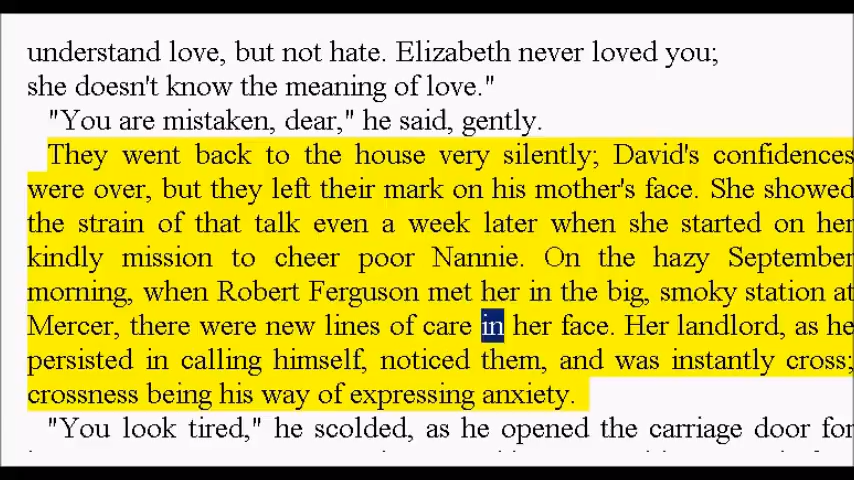 understand love, but not hate. Elizabeth never loved you;
she doesn't know the meaning of love."
"You are mistaken, dear," he said, gently.
They went back to the house very silently; David's confidences
were over, but they left their mark on his mother's face. She showed
the strain of that talk even a week later when she started on her
kindly mission to cheer poor Nannie. On the hazy September
morning, when Robert Ferguson met her in the big, smoky station at
Mercer, there were new lines of care in her face. Her landlord, as he
persisted in calling himself, noticed them, and was instantly cross;
crossness being his way of expressing anxiety.
"You look tired," he scolded, as he opened the carriage door for